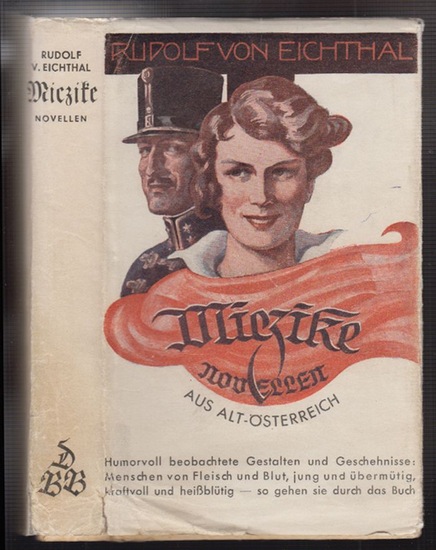 RUDOLF
V. EICHTHAL
Miezike
NOVELLEN
DBB
RUDOLF VON EICHTHAL
Miezike
NOVELLEN
AUS ALT-ÖSTERREICH
Humorvoll beobachtete Gestalten und Geschehnisse:
Menschen von Fleisch und Blut, jung und übermütig,
kraftvoll und heißblütig — so gehen sie durch das Buch